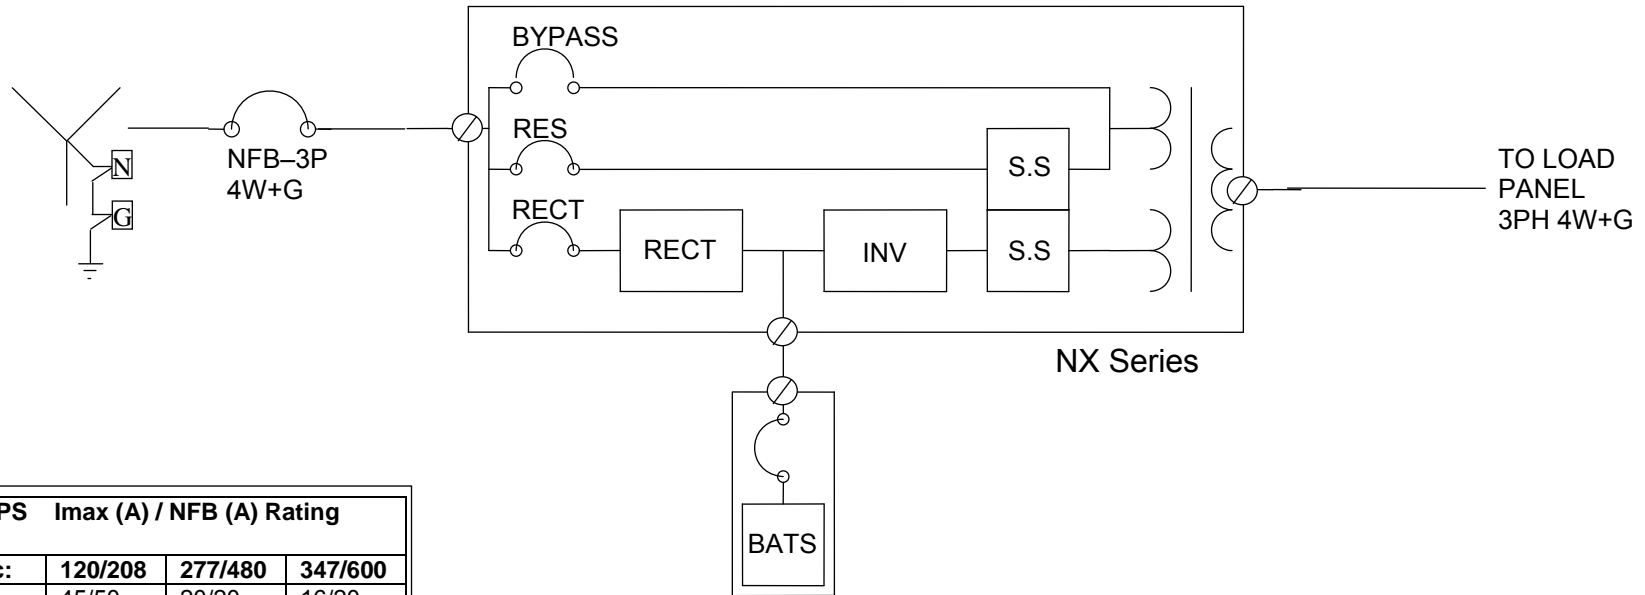 BYPASS
RES
RECT
NFB–3P
4W+G
N
G
RECT
INV
S.S
S.S
TO LOAD
PANEL
3PH 4W+G
NX Series
BATS
PS Imax (A) / NFB (A) Rating
c: 120/208 277/480 347/600